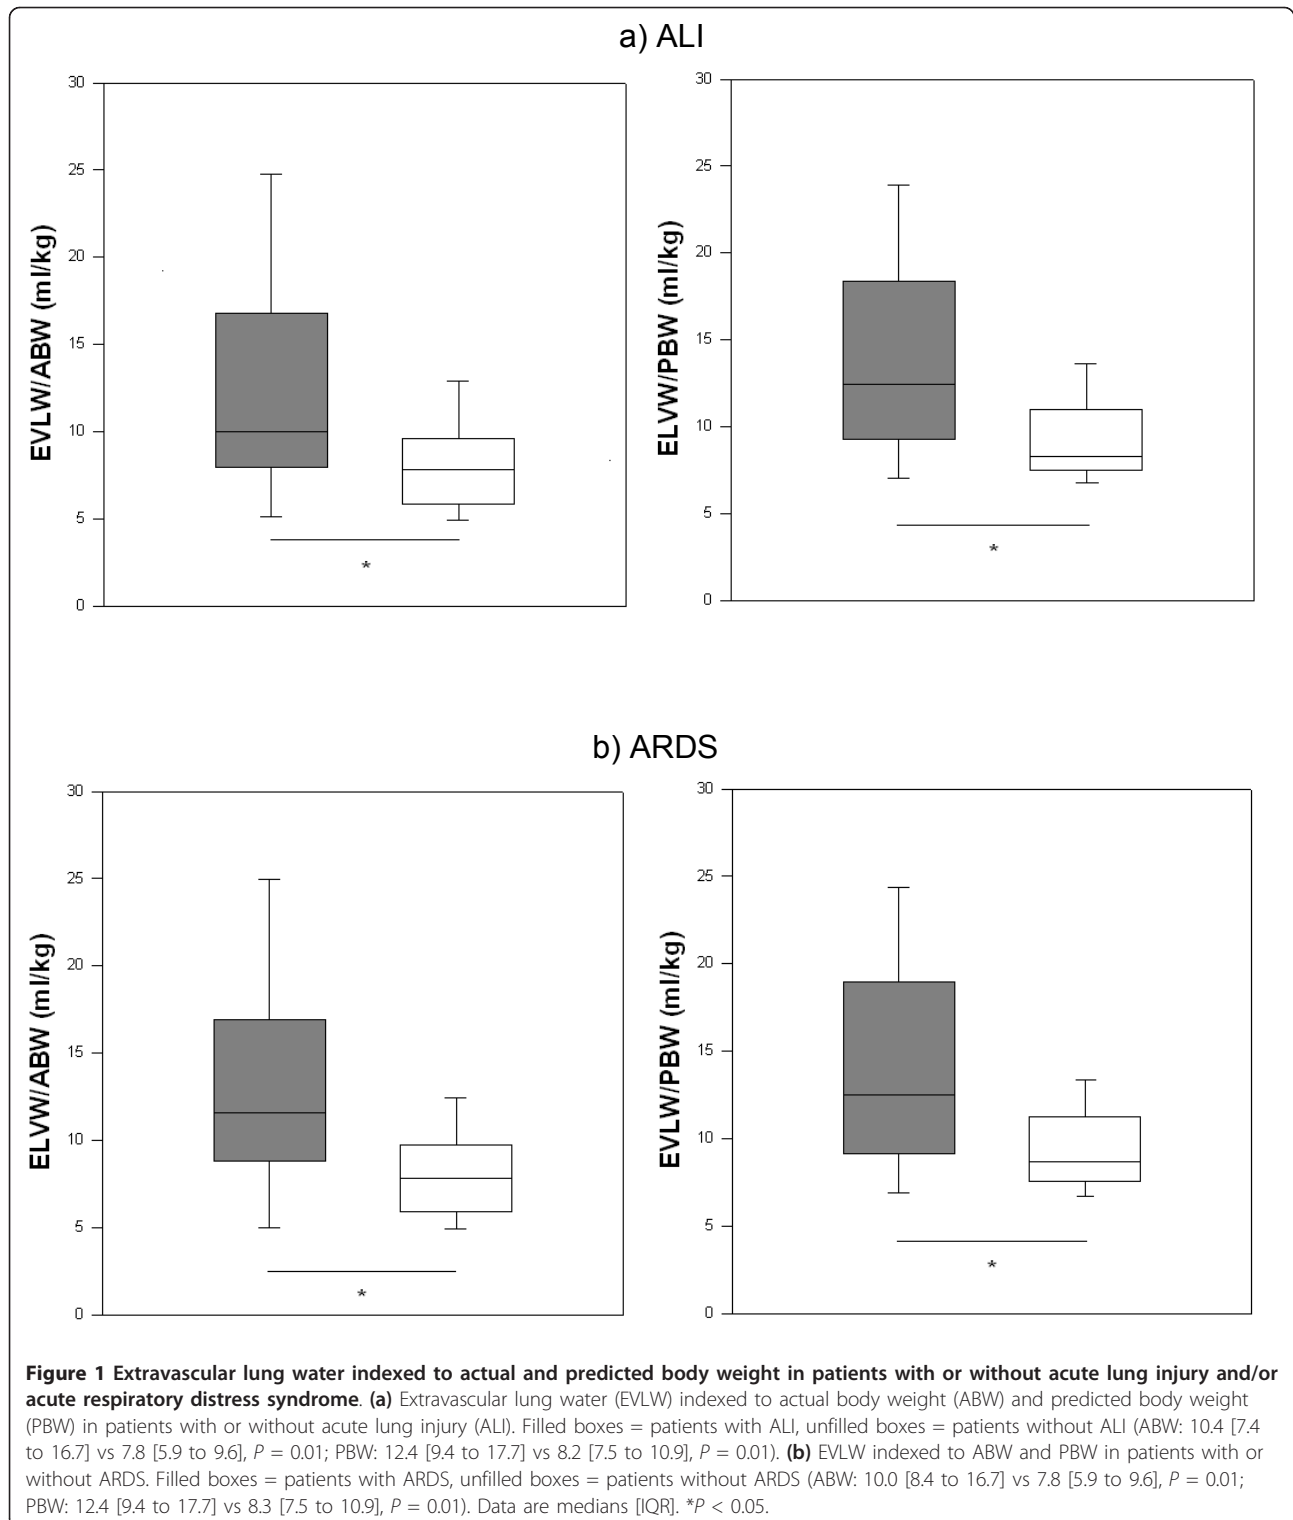 a) ALI
30
25
20
15
10
5
0
EVLW/ABW (ml/kg)
*
30
25
20
15
10
5
0
ELVW/PBW (ml/kg)
*
b) ARDS
30
25
20
15
10
5
0
ELVW/ABW (ml/kg)
*
30
25
20
15
10
5
0
EVLW/PBW (ml/kg)
*
Figure 1 Extravascular lung water indexed to actual and predicted body weight in patients with or without acute lung injury and/or
acute respiratory distress syndrome. (a) Extravascular lung water (EVLW) indexed to actual body weight (ABW) and predicted body weight
(PBW) in patients with or without acute lung injury (ALI). Filled boxes = patients with ALI, unfilled boxes = patients without ALI (ABW: 10.4 [7.4
to 16.7] vs 7.8 [5.9 to 9.6], P = 0.01; PBW: 12.4 [9.4 to 17.7] vs 8.2 [7.5 to 10.9], P = 0.01). (b) EVLW indexed to ABW and PBW in patients with or
without ARDS. Filled boxes = patients with ARDS, unfilled boxes = patients without ARDS (ABW: 10.0 [8.4 to 16.7] vs 7.8 [5.9 to 9.6], P = 0.01;
PBW: 12.4 [9.4 to 17.7] vs 8.3 [7.5 to 10.9], P = 0.01). Data are medians [IQR]. *P < 0.05.